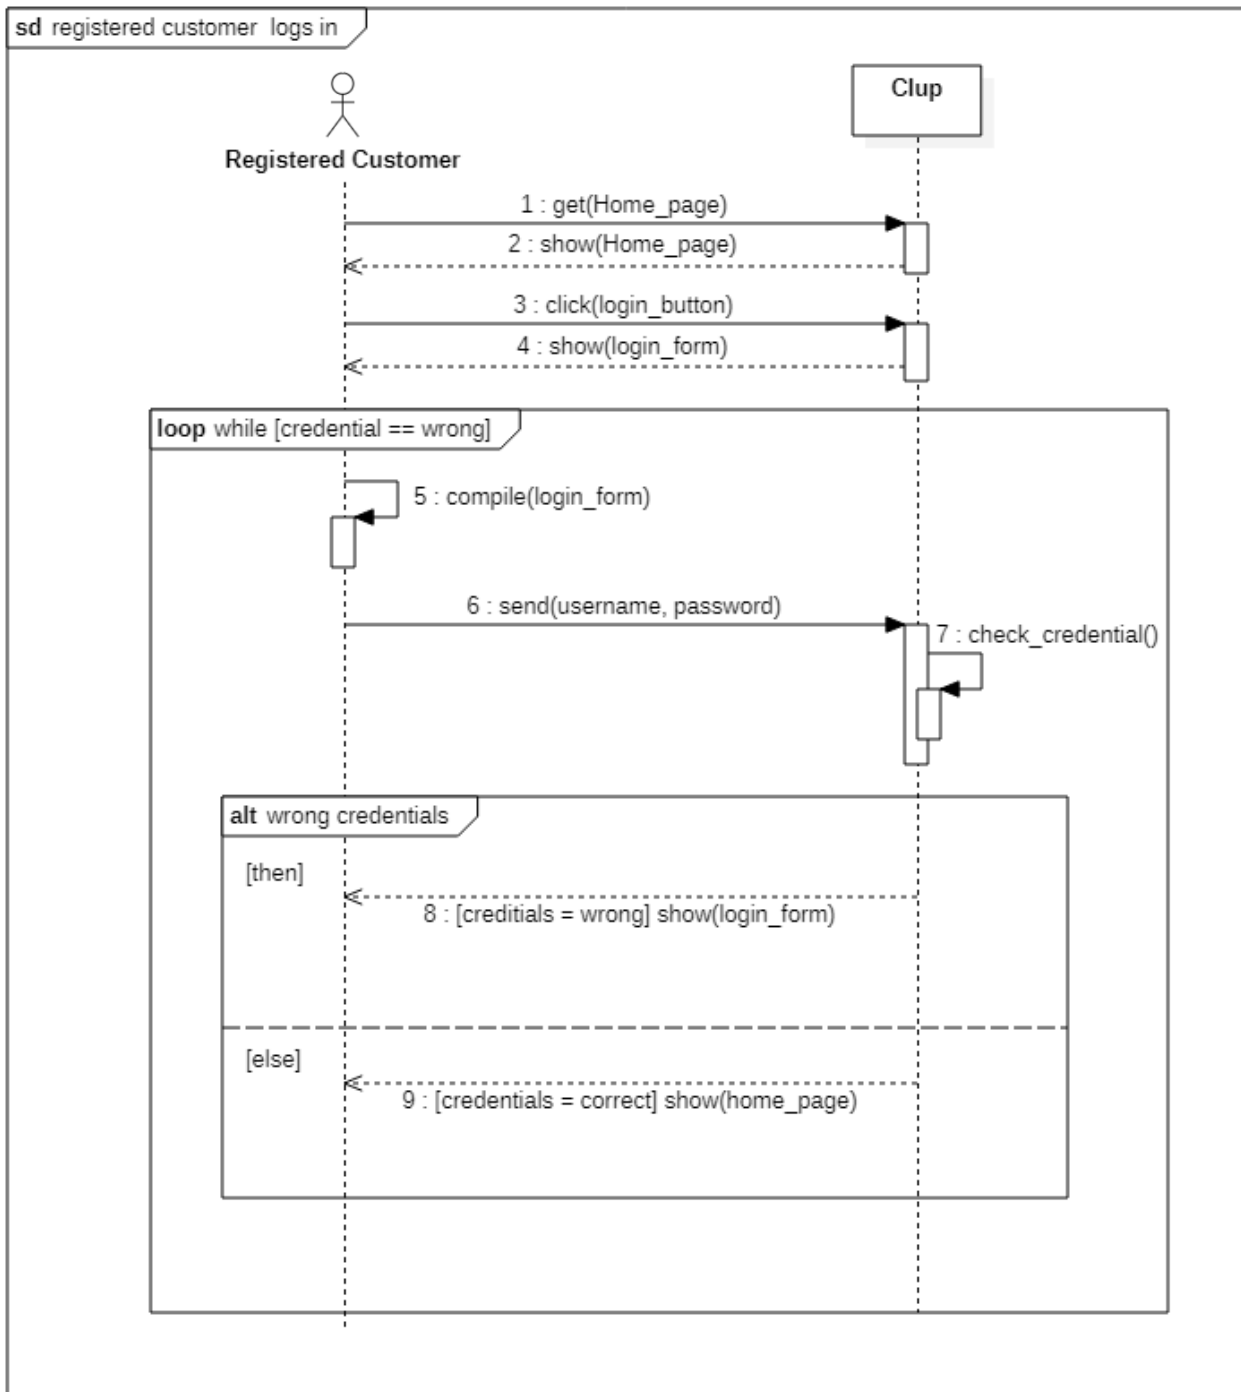 sd registered customer logs in
Clup
Registered Customer
1 : get(Home_page)
2 : show(Home_page)
3 : click(login_button)
4 : show(login_form)
loop while [credential == wrong]
5 : compile(login_form)
6 : send(username, password)
7 : check_credential()
alt wrong credentials
[then]
8 : [creditials = wrong] show(login_form)
[else]
9 : [credentials = correct] show(home_page)